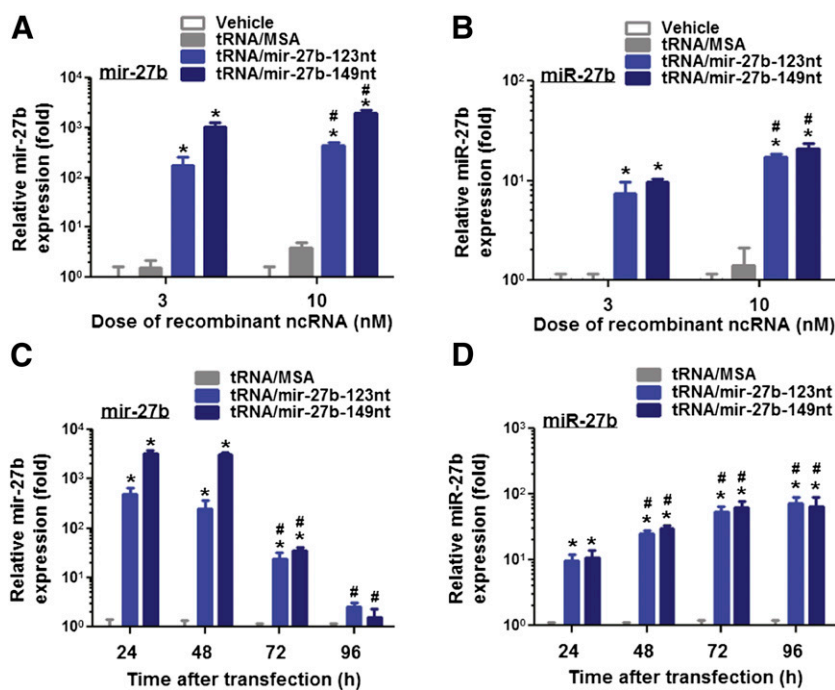 A
Vehicle
tRNA/MSA
tRNA/mir-27b-123nt
tRNA/mir-27b-149nt
mir-27b
Relative mir-27b
expression (fold)
10⁴
10³
10²
10¹
10⁰
* * # * # *
3 10
Dose of recombinant ncRNA (nM)
B
Vehicle
tRNA/MSA
tRNA/mir-27b-123nt
tRNA/mir-27b-149nt
miR-27b
Relative miR-27b
expression (fold)
10²
10¹
10⁰
* * # * # *
3 10
Dose of recombinant ncRNA (nM)
C
tRNA/MSA
tRNA/mir-27b-123nt
tRNA/mir-27b-149nt
mir-27b
Relative mir-27b
expression (fold)
10⁴
10³
10²
10¹
10⁰
* * * * # * # * # #
24 48 72 96
Time after transfection (h)
D
tRNA/MSA
tRNA/mir-27b-123nt
tRNA/mir-27b-149nt
miR-27b
Relative miR-27b
expression (fold)
10³
10²
10¹
10⁰
* * # * # * # * # * # * # *
24 48 72 96
Time after transfection (h)